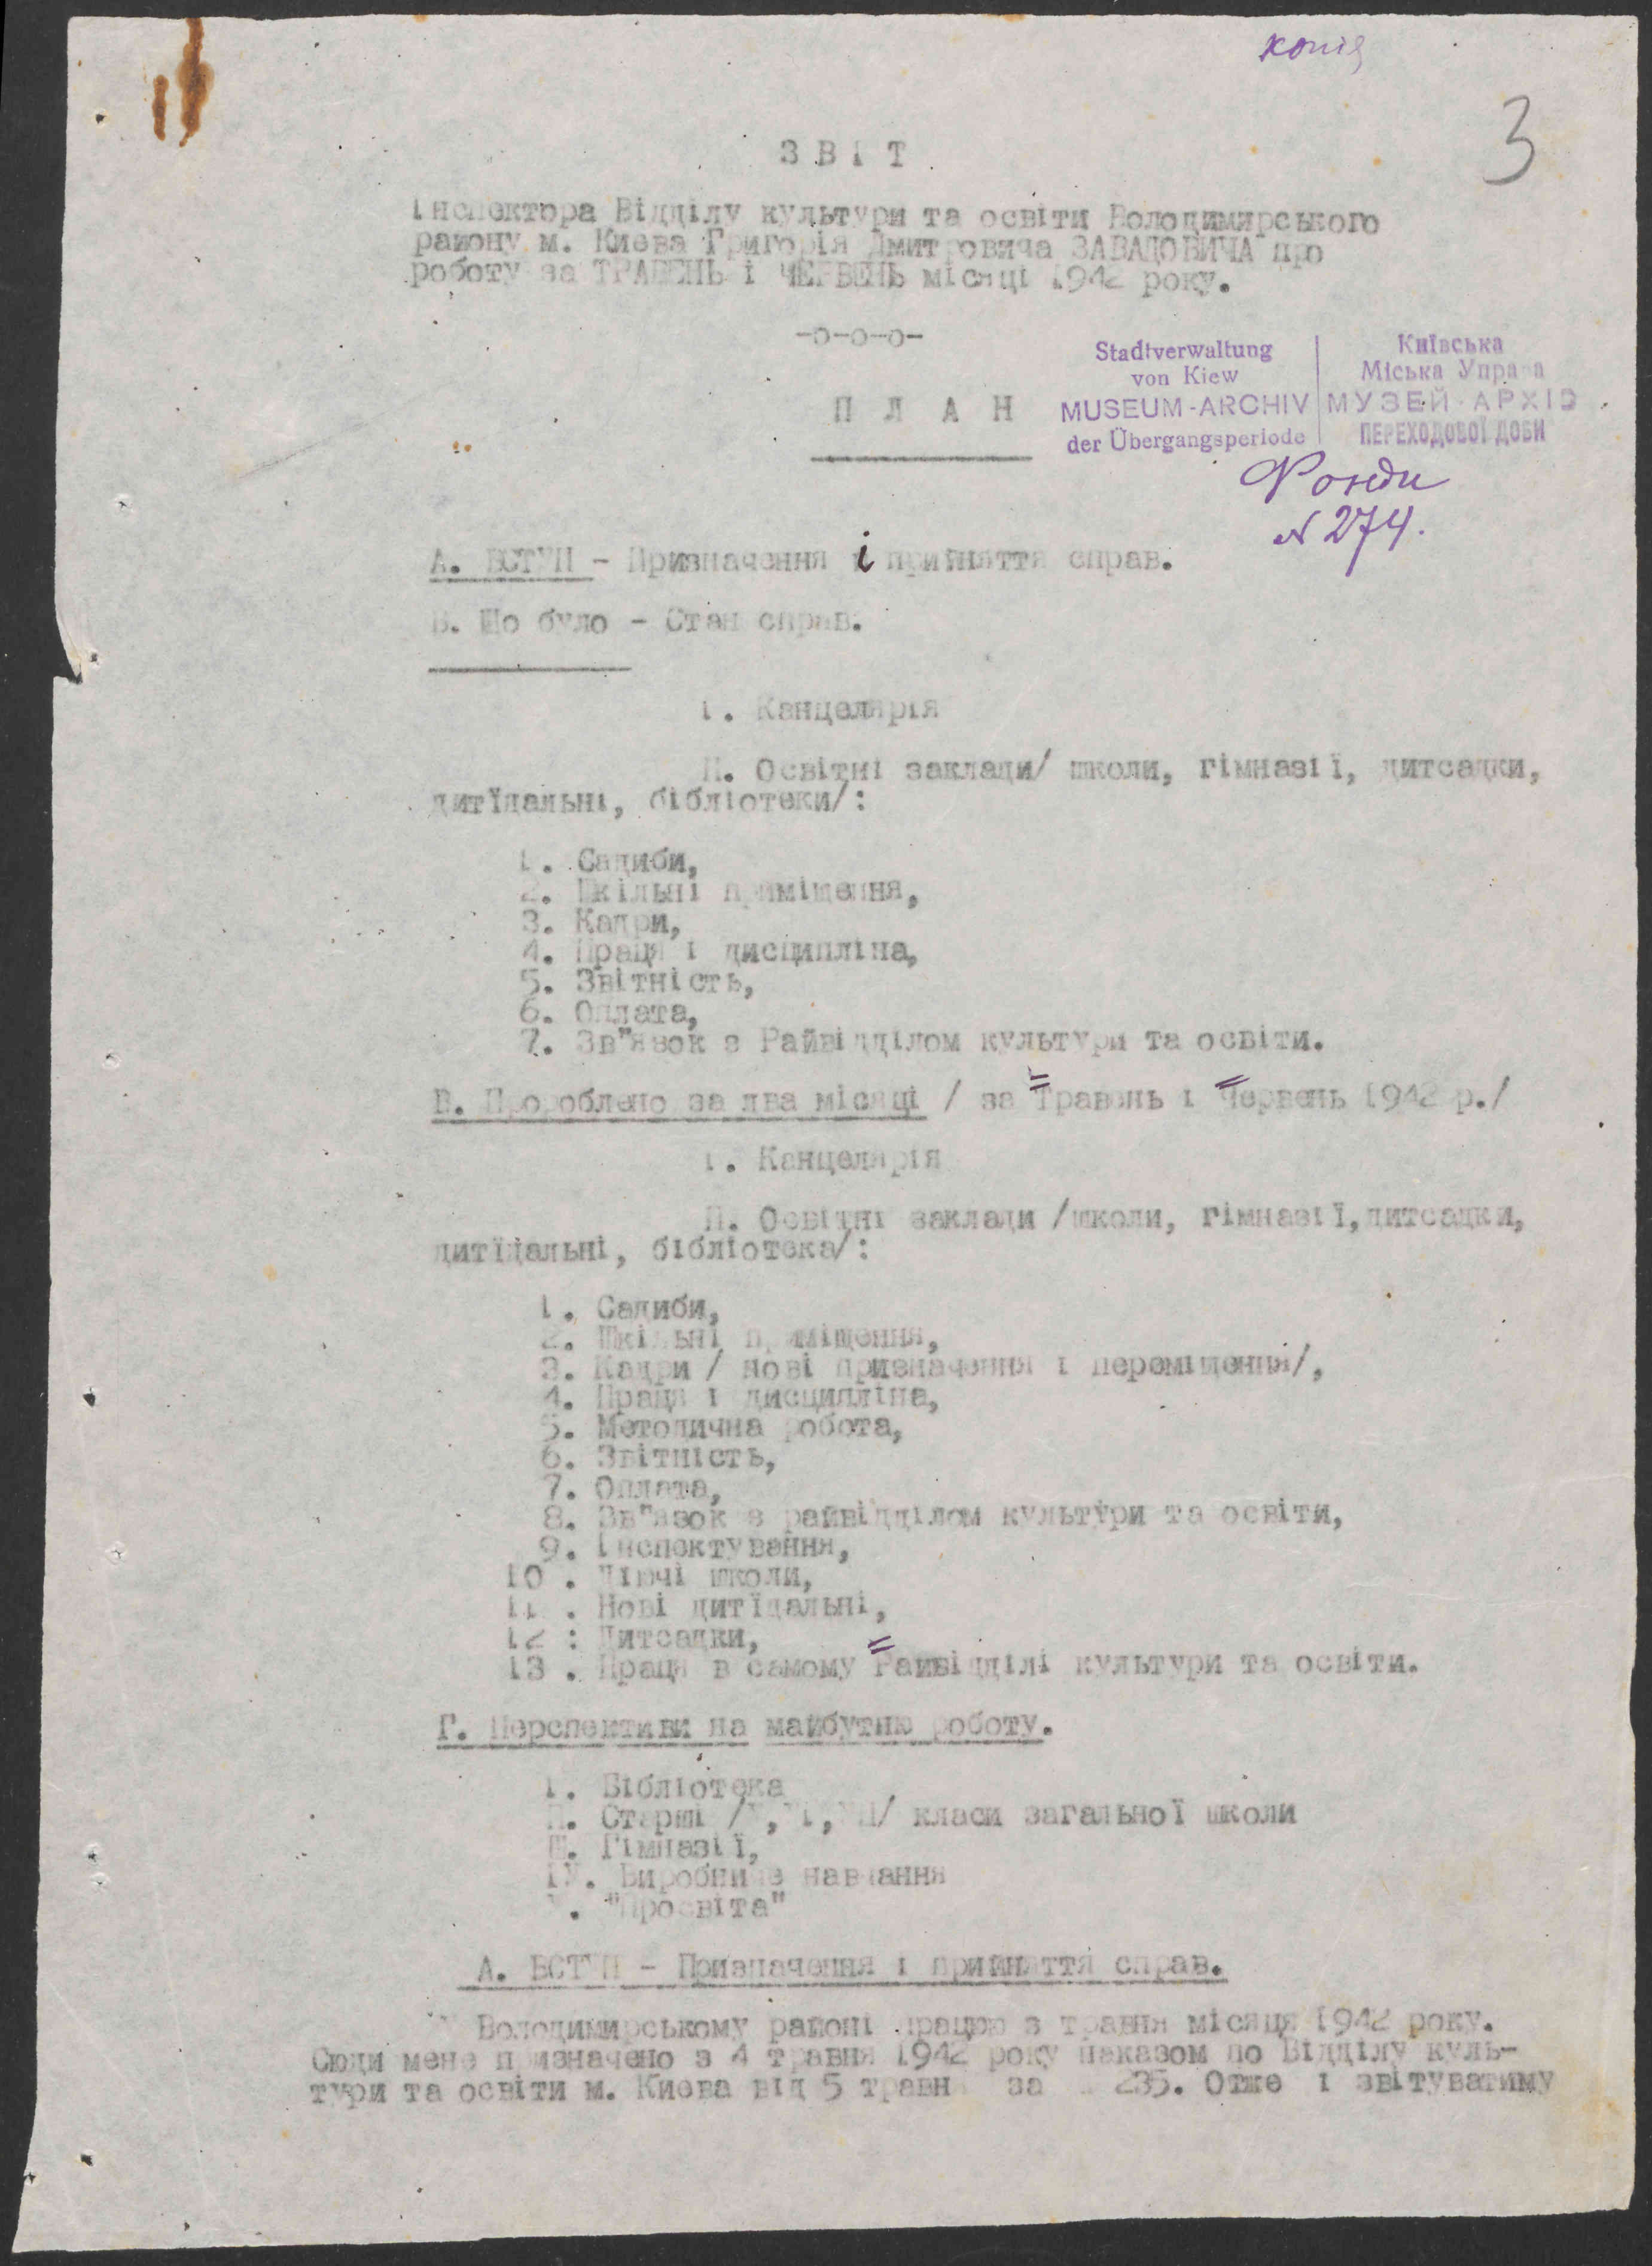 копія
3
З В І Т
Інспектора Відділу культури та освіти Володимирського
району м. Києва Григорія Дмитровича ЗАВАДОВИЧА про
роботу за ТРАВЕНЬ і ЧЕРВЕНЬ місяці 1942 року.
-о-о-о-
Stadtverwaltung
von Kiew
MUSEUM-ARCHIV
der Übergangsperiode
Київська
Міська Управа
МУЗЕЙ-АРХІВ
ПЕРЕХОДОВОЇ ДОБИ
П Л А Н
Фонди
№ 274.
А. ВСТУП - Призначення і прийняття справ.
Б. Що було - Стан справ.
І. Канцелярія
ІІ. Освітні заклади/ школи, гімназії, дитсадки,
дитїдальні, бібліотеки/:
1. Садиби,
2. Шкільні приміщення,
3. Кадри,
4. Праця і дисципліна,
5. Звітність,
6. Оплата,
7. Зв"язок з Райвідділом культури та освіти.
В. Пророблено за два місяці / за Травень і Червень 1942 р./
І. Канцелярія
ІІ. Освітні заклади /школи, гімназії, дитсадки,
дитїдальні, бібліотека/:
1. Садиби,
2. Шкільні приміщення,
3. Кадри / нові призначення і переміщення/,
4. Праця і дисципліна,
5. Методична робота,
6. Звітність,
7. Оплата,
8. Зв"язок з райвідділом культури та освіти,
9. Інспектування,
10 . Літні школи,
11 . Нові дитїдальні,
12 : Дитсадки,
13 . Праця в самому Райвідділі культури та освіти.
Г. Перспективи на майбутню роботу.
І. Бібліотека
ІІ. Старші /У,УІ,УІІ/ класи загальної школи
ІІІ. Гімназії,
ІУ. Виробниче навчання
У. "Просвіта"
А. ВСТУП - Призначення і прийняття справ.
У Володимирському районі працюю з травня місяця 1942 року.
Сюди мене призначено з 4 травня 1942 року наказом по Відділу куль-
тури та освіти м. Києва від 5 травня за 235. Отже і звітуватиму